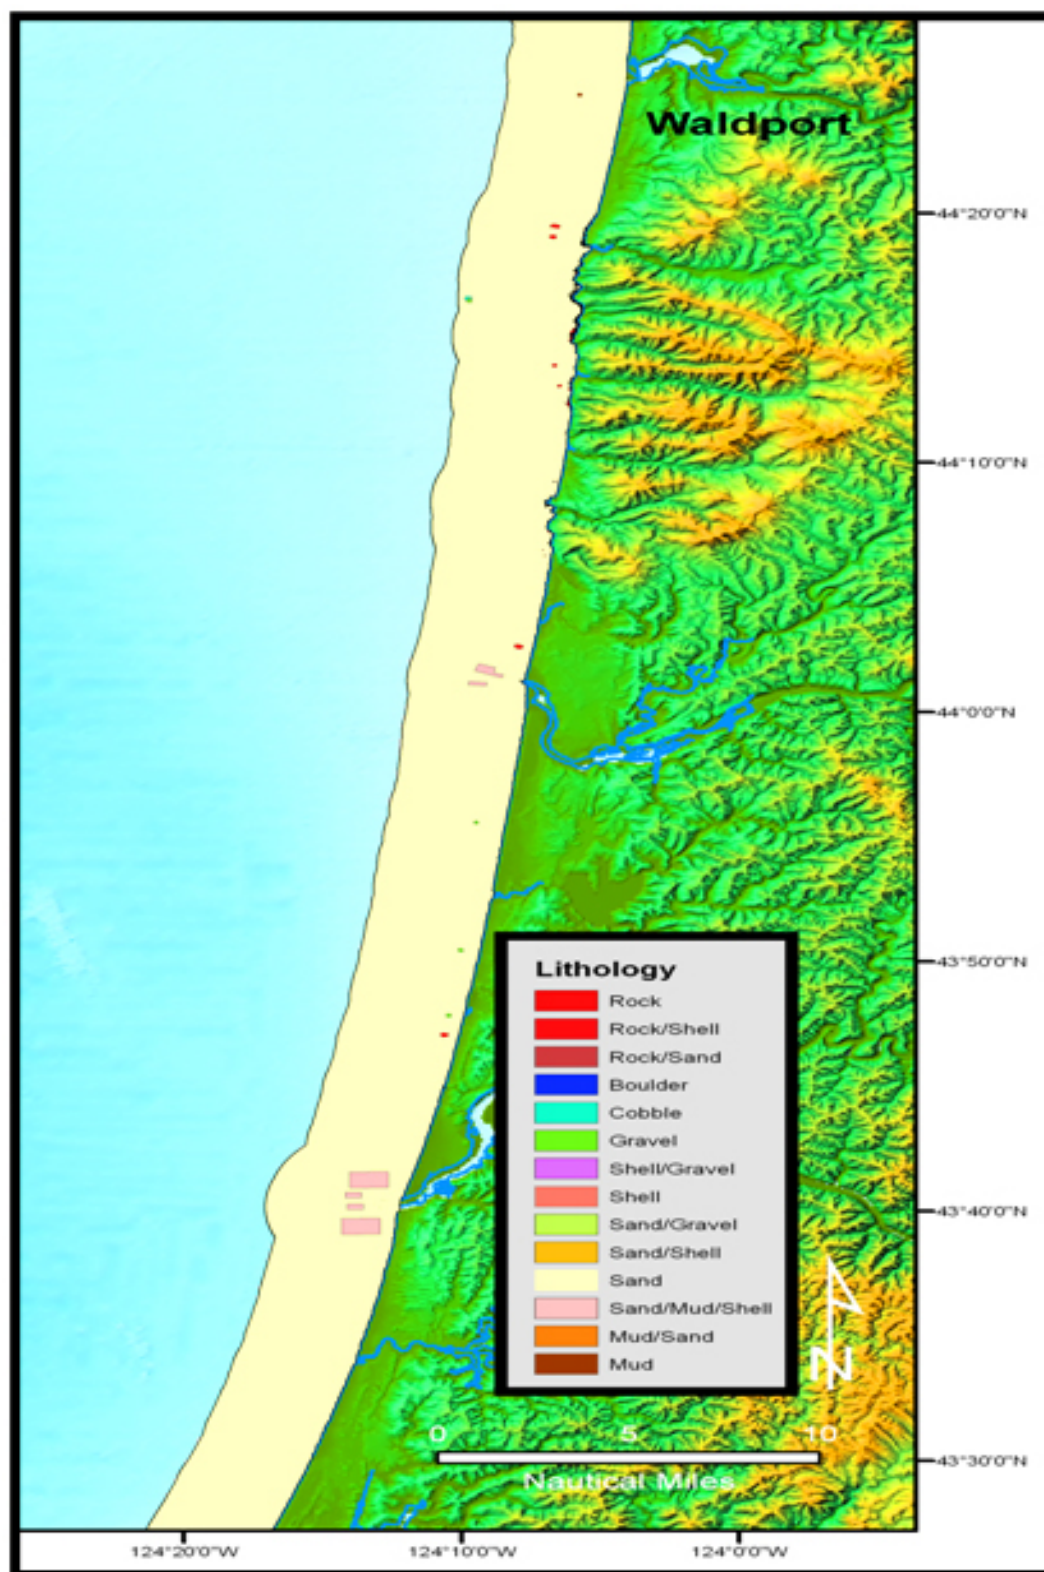 Waldport
44°20'0"N
44°10'0"N
44°0'0"N
43°50'0"N
Lithology
Rock
Rock/Shell
Rock/Sand
Boulder
Cobble
Gravel
Shell/Gravel
Shell
Sand/Gravel
Sand/Shell
Sand
Sand/Mud/Shell
Mud/Sand
Mud
43°40'0"N
N
0 5 10
Nautical Miles
43°30'0"N
124°20'0"W 124°10'0"W 124°0'0"W